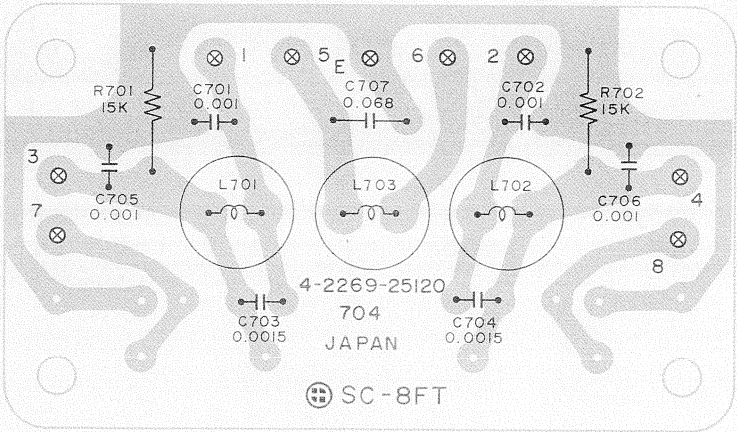 1 5 E 6 2
R701
15K
C701
0.001
C707
0.068
C702
0.001
R702
15K
3
C705
0.001
7
L701
L703
L702
C706
0.001
4
8
4-2269-25120
704
JAPAN
C703
0.0015
C704
0.0015
SC-8FT